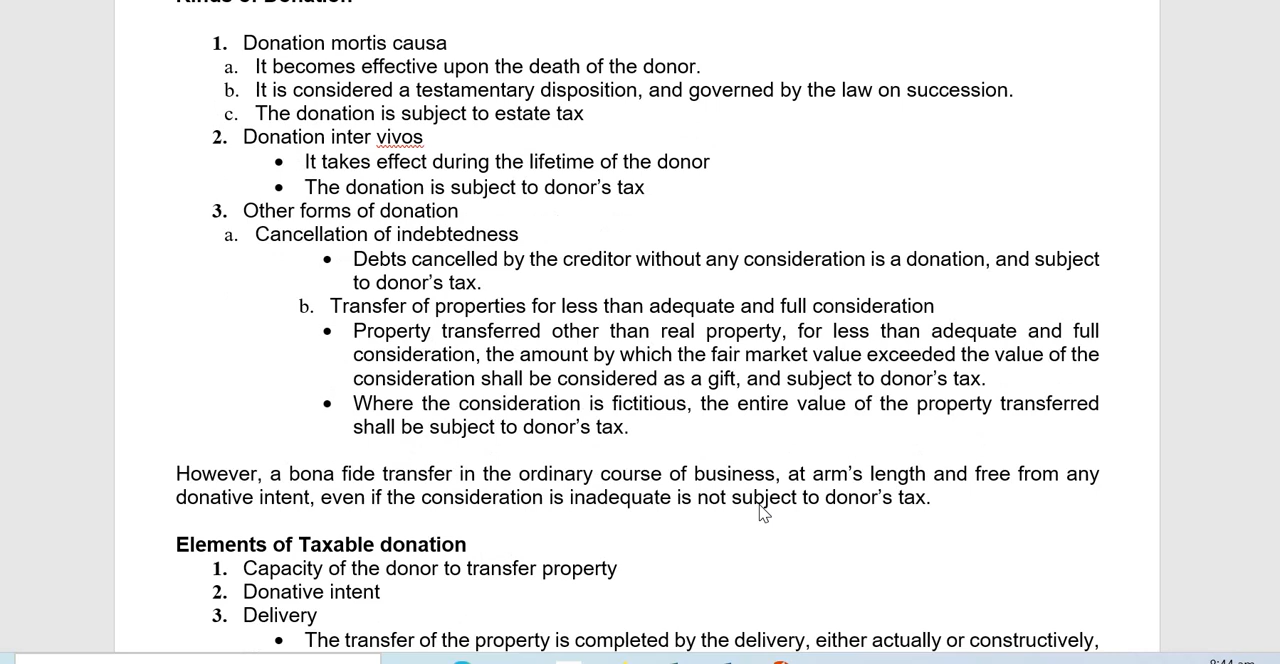 Kinds of Donation
1. Donation mortis causa
a. It becomes effective upon the death of the donor.
b. It is considered a testamentary disposition, and governed by the law on succession.
c. The donation is subject to estate tax
2. Donation inter vivos
• It takes effect during the lifetime of the donor
• The donation is subject to donor’s tax
3. Other forms of donation
a. Cancellation of indebtedness
• Debts cancelled by the creditor without any consideration is a donation, and subject
to donor’s tax.
b. Transfer of properties for less than adequate and full consideration
• Property transferred other than real property, for less than adequate and full
consideration, the amount by which the fair market value exceeded the value of the
consideration shall be considered as a gift, and subject to donor’s tax.
• Where the consideration is fictitious, the entire value of the property transferred
shall be subject to donor’s tax.
However, a bona fide transfer in the ordinary course of business, at arm’s length and free from any
donative intent, even if the consideration is inadequate is not subject to donor’s tax.
Elements of Taxable donation
1. Capacity of the donor to transfer property
2. Donative intent
3. Delivery
• The transfer of the property is completed by the delivery, either actually or constructively,